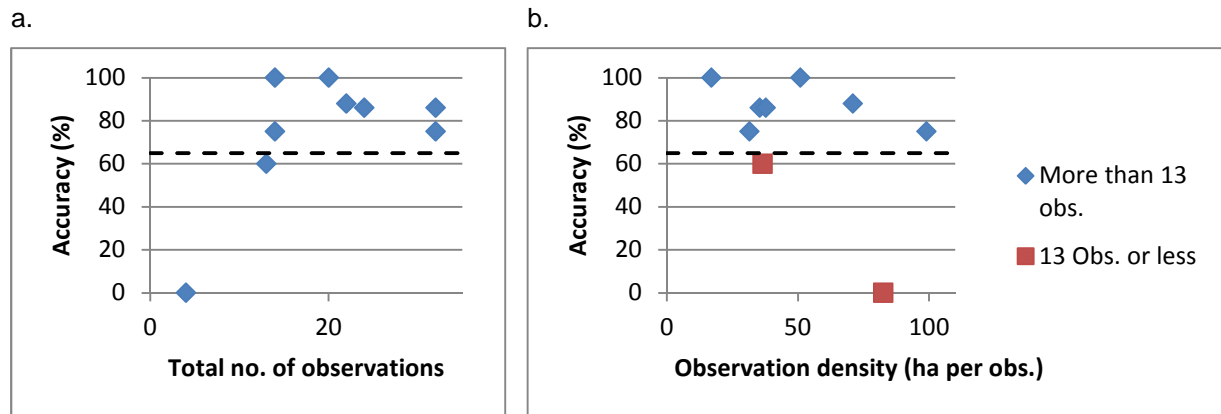 a.
100
80
60
40
20
0
Accuracy (%)
0 20
Total no. of observations
b.
100
80
60
40
20
0
Accuracy (%)
0 50 100
Observation density (ha per obs.)
More than 13
obs.
13 Obs. or less